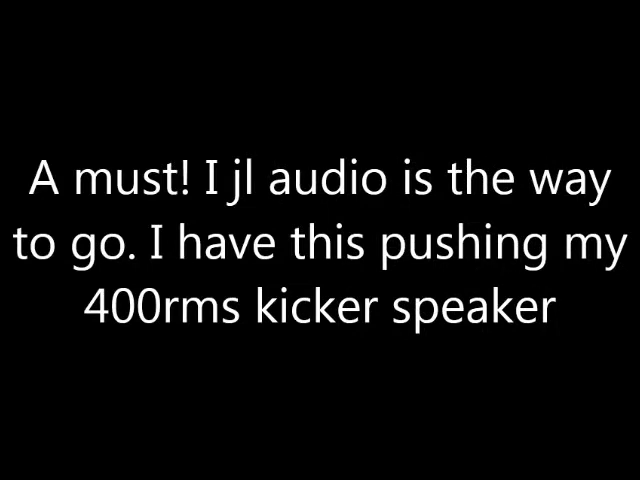 A must! I jl audio is the way
to go. I have this pushing my
400rms kicker speaker